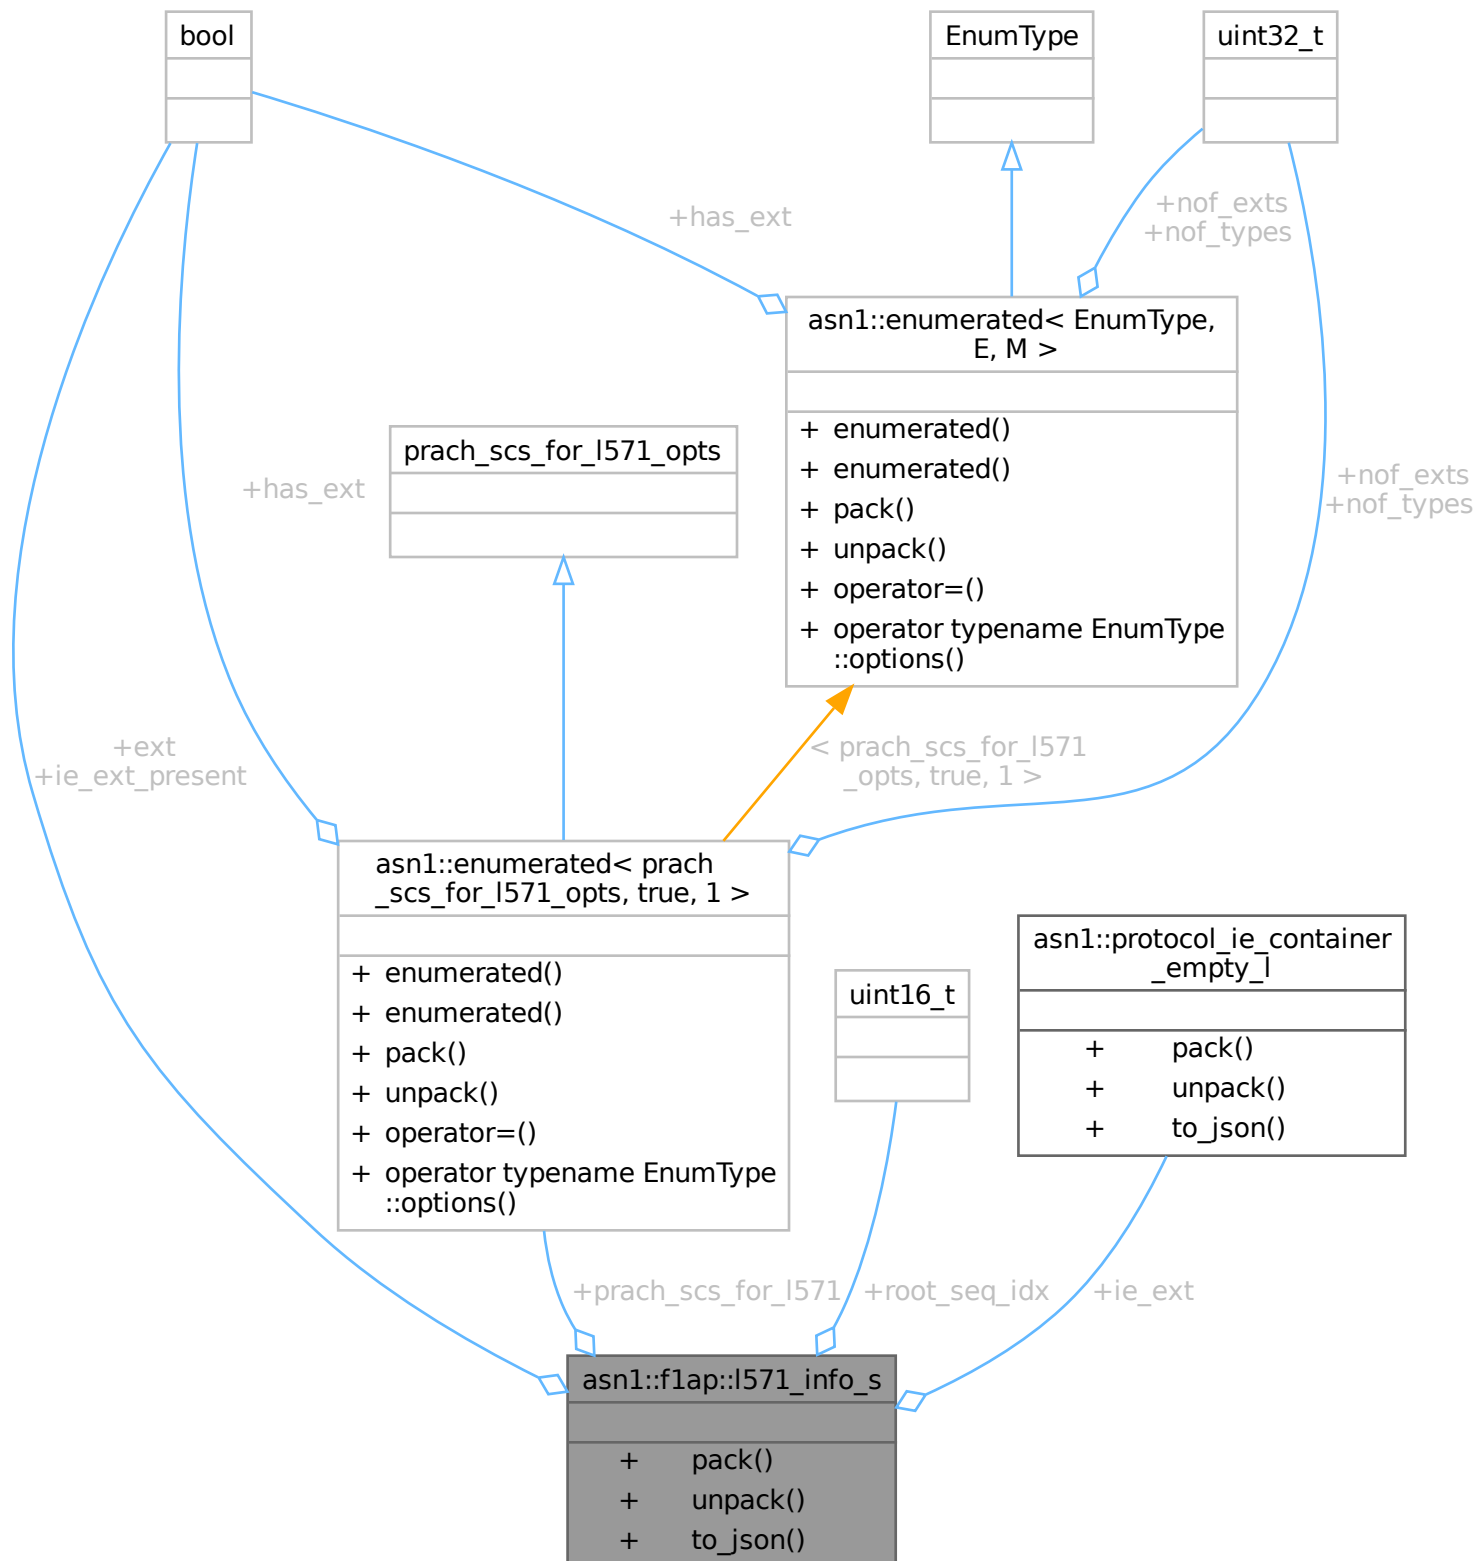 bool
EnumType
uint32_t
+has_ext
+nof_exts
+nof_types
asn1::enumerated< EnumType,
E, M >
+ enumerated()
+ enumerated()
+ pack()
+ unpack()
+ operator=()
+ operator typename EnumType
::options()
prach_scs_for_l571_opts
+has_ext
+nof_exts
+nof_types
+ext
+ie_ext_present
< prach_scs_for_l571
_opts, true, 1 >
asn1::enumerated< prach
_scs_for_l571_opts, true, 1 >
+ enumerated()
+ enumerated()
+ pack()
+ unpack()
+ operator=()
+ operator typename EnumType
::options()
uint16_t
asn1::protocol_ie_container
_empty_l
+ pack()
+ unpack()
+ to_json()
+prach_scs_for_l571
+root_seq_idx
+ie_ext
asn1::f1ap::l571_info_s
+ pack()
+ unpack()
+ to_json()